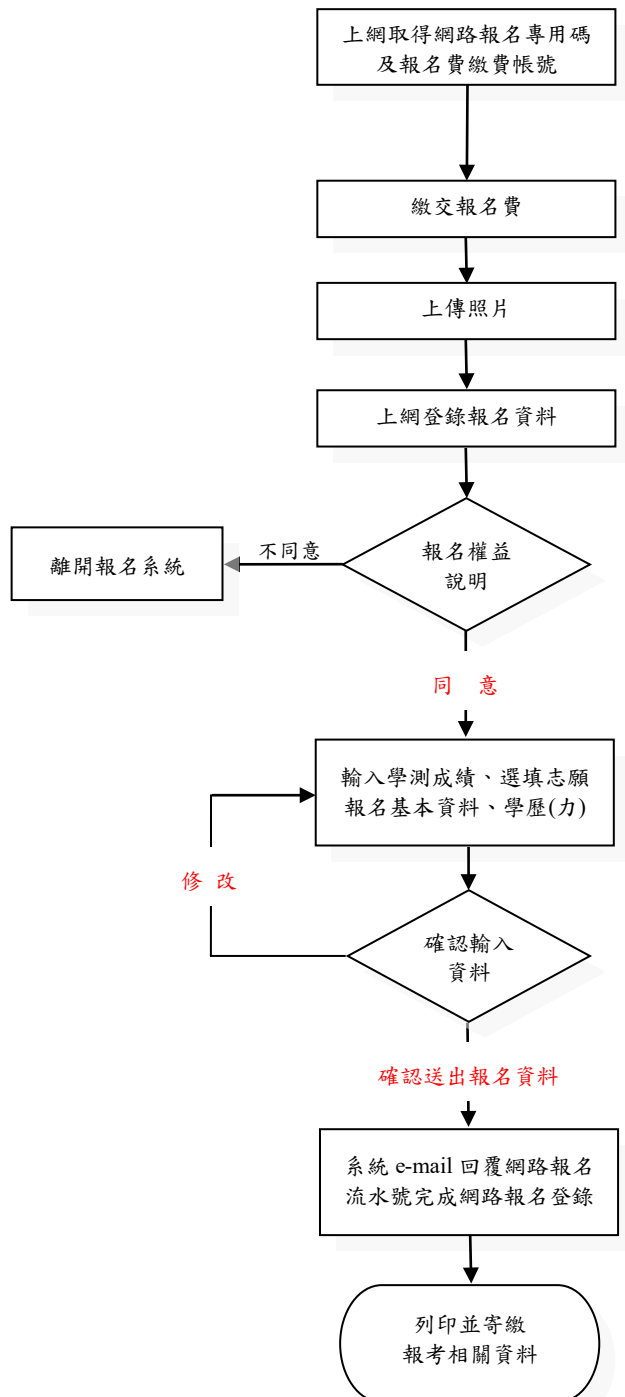 上網取得網路報名專用碼
及報名費繳費帳號
繳交報名費
上傳照片
上網登錄報名資料
報名權益
說明
不同意
離開報名系統
同 意
輸入學測成績、選填志願
報名基本資料、學歷(力)
修 改
確認輸入
資料
確認送出報名資料
系統 e-mail 回覆網路報名
流水號完成網路報名登錄
列印並寄繳
報考相關資料